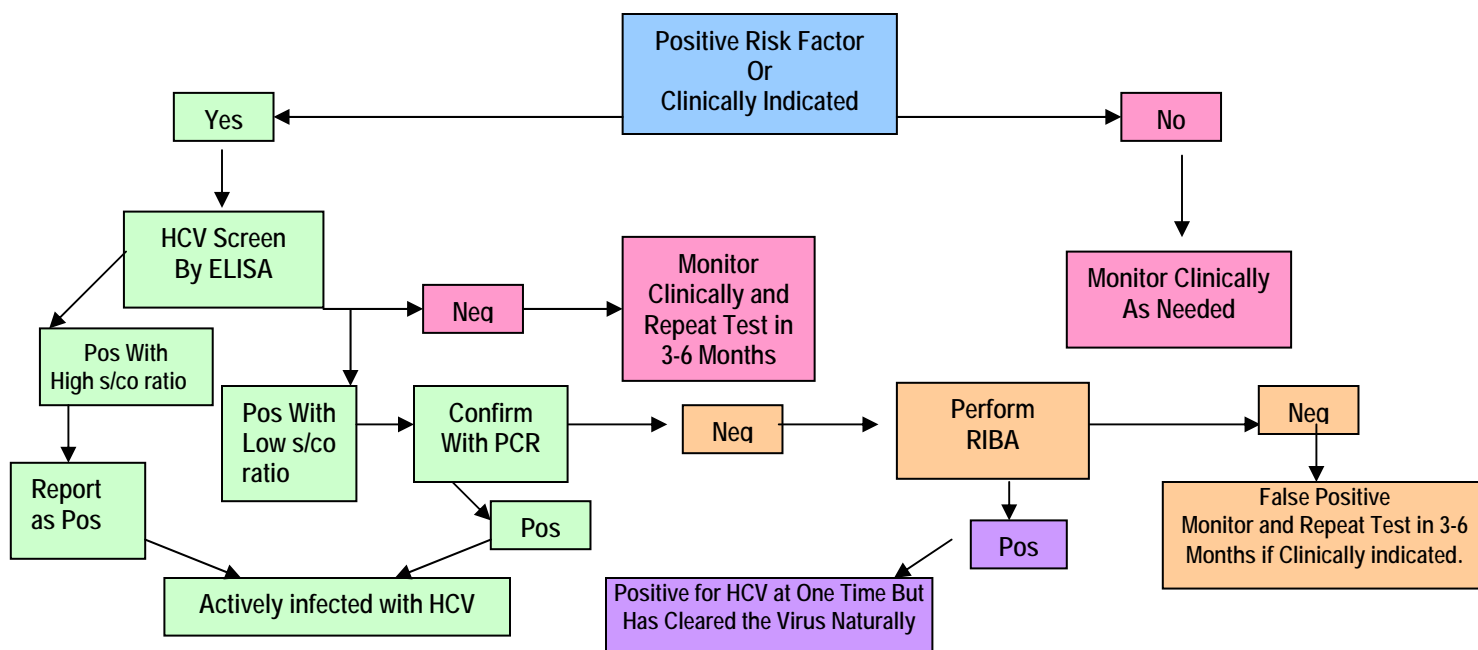 Positive Risk Factor
Or
Clinically Indicated
Yes
No
HCV Screen
By ELISA
Neg
Monitor
Clinically and
Repeat Test in
3-6 Months
Monitor Clinically
As Needed
Pos With
High s/co ratio
Pos With
Low s/co
ratio
Confirm
With PCR
Neg
Perform
RIBA
Neg
Report
as Pos
Pos
Pos
False Positive
Monitor and Repeat Test in 3-6
Months if Clinically indicated.
Actively infected with HCV
Positive for HCV at One Time But
Has Cleared the Virus Naturally